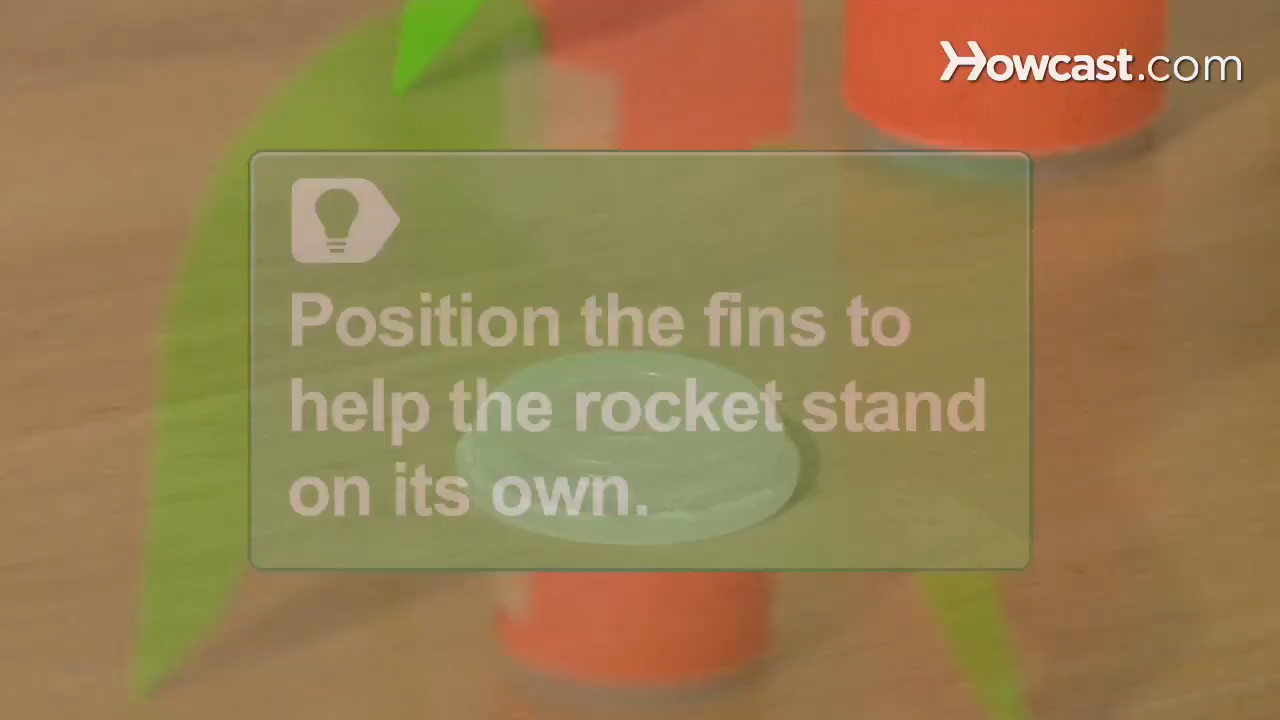 Howcast.com
Position the fins to
help the rocket stand
on its own.